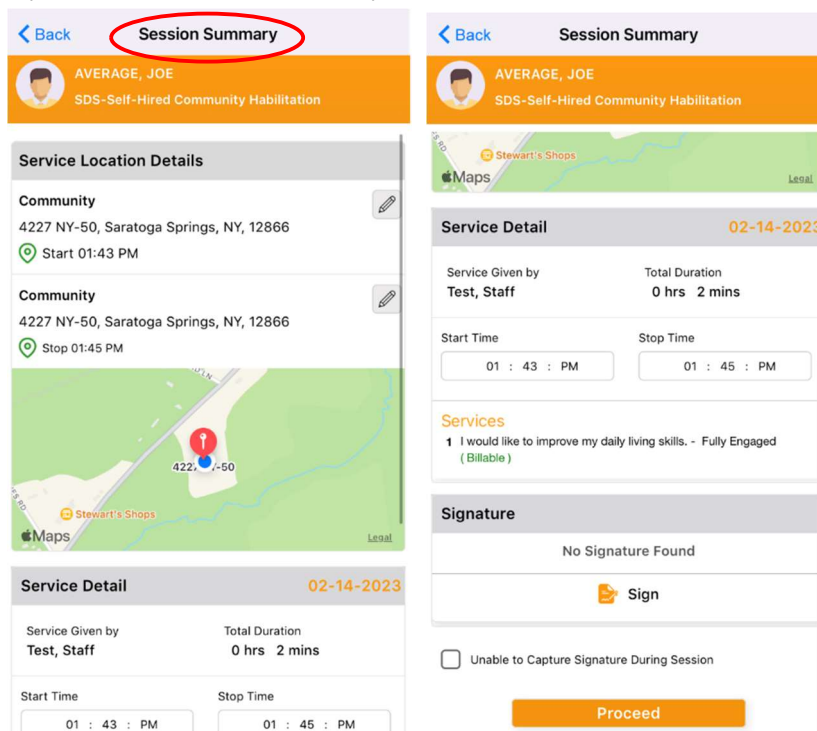 Back Session Summary
AVERAGE, JOE
SDS-Self-Hired Community Habilitation
Service Location Details
Community
4227 NY-50, Saratoga Springs, NY, 12866
Start 01:43 PM
Community
4227 NY-50, Saratoga Springs, NY, 12866
Stop 01:45 PM
-50
Stewart's Shops
Maps Legal
Service Detail 02-14-2023
Service Given by Total Duration
Test, Staff 0 hrs 2 mins
Start Time Stop Time
01 : 43 : PM 01 : 45 : PM
Back Session Summary
AVERAGE, JOE
SDS-Self-Hired Community Habilitation
Stewart's Shops
Maps Legal
Service Detail 02-14-2023
Service Given by Total Duration
Test, Staff 0 hrs 2 mins
Start Time Stop Time
01 : 43 : PM 01 : 45 : PM
Services
1 I would like to improve my daily living skills. - Fully Engaged
( Billable )
Signature
No Signature Found
Sign
Unable to Capture Signature During Session
Proceed